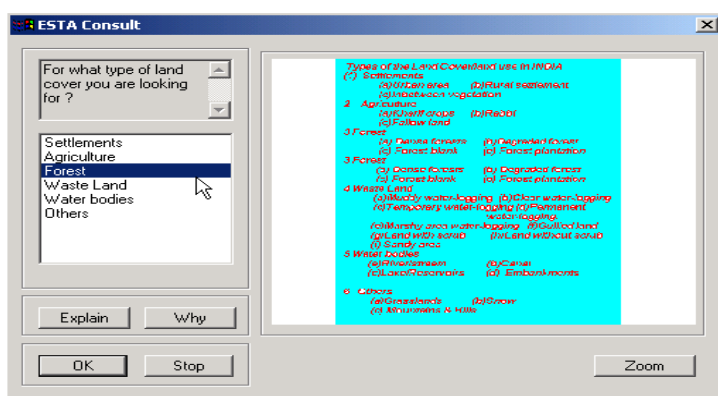 ESTA Consult
For what type of land
cover you are looking
for ?
Settlements
Agriculture
Forest
Waste Land
Water bodies
Others
Explain
Why
OK
Stop
Types of the Land Cover/land use in INDIA
(1) Settlements
(a)Urban area (b)Rural settlement
(c)Inbetween vegetation
2 Agriculture
(a)Kharif crops (b)Rabbi
(c)Fallow land
3 Forest
(a) Dense forests (b)Degraded forest
(c) Forest blank (c) Forest plantation
3 Forest
(a) Dense forests (b) Degraded forest
(c) Forest blank (c) Forest plantation
4 Waste Land
(a)Muddy water-logging (b)Clear water-logging
(c)Temporary water-logging (d)Permanent
water-logging.
(e)Marshy area water-logging (f)Gullied land
(g)Land with scrub (h)Land without scrub
(i) Sandy area
5 Water bodies
(a)River/stream (b)Canal
(c)Lake/Reservoirs (d) Embankments
6 Others
(a)Grasslands (b)Snow
(c) Mountains & Hills
Zoom